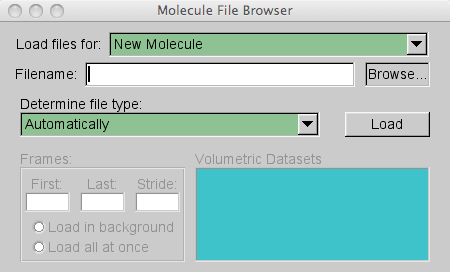 Molecule File Browser
Load files for: New Molecule
Filename: Browse...
Determine file type:
Automatically Load
Frames: Volumetric Datasets
First: Last: Stride:
Load in background
Load all at once